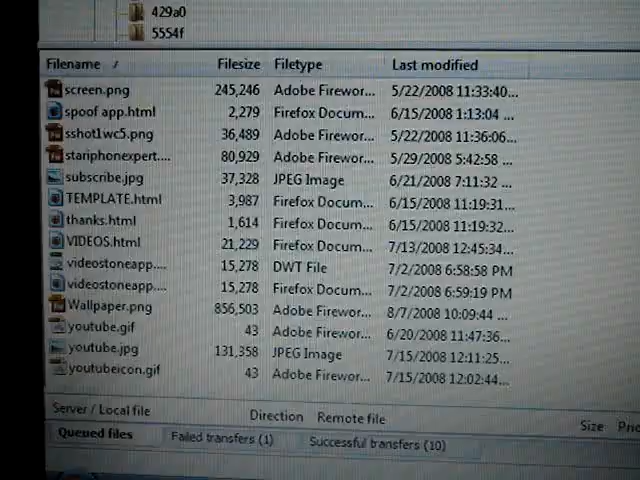 429a0
5554f
Filename / Filesize Filetype Last modified
screen.png 245,246 Adobe Firewor... 5/22/2008 11:33:40...
spoof app.html 2,279 Firefox Docum... 6/15/2008 1:13:04 ...
sshot1wc5.png 36,489 Adobe Firewor... 5/22/2008 11:36:06...
stariphonexpert.... 80,929 Adobe Firewor... 5/29/2008 5:42:58 ...
subscribe.jpg 37,328 JPEG Image 6/21/2008 7:11:32 ...
TEMPLATE.html 3,987 Firefox Docum... 6/15/2008 11:19:31...
thanks.html 1,614 Firefox Docum... 6/15/2008 11:19:32...
VIDEOS.html 21,229 Firefox Docum... 7/13/2008 12:45:34...
videostoneapp.... 15,278 DWT File 7/2/2008 6:58:58 PM
videostoneapp.... 15,278 Firefox Docum... 7/2/2008 6:59:19 PM
Wallpaper.png 856,503 Adobe Firewor... 8/7/2008 10:09:44 ...
youtube.gif 43 Adobe Firewor... 6/20/2008 11:47:36...
youtube.jpg 131,358 JPEG Image 7/15/2008 12:11:25...
youtubeicon.gif 43 Adobe Firewor... 7/15/2008 12:02:44...
Server / Local file Direction Remote file Size Prio
Queued files Failed transfers (1) Successful transfers (10)